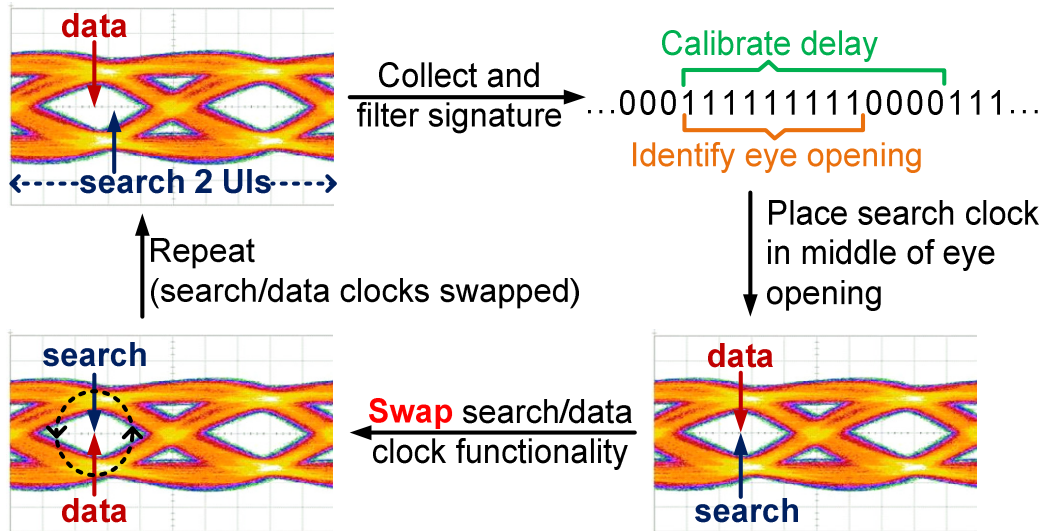 data
search 2 UIs
Collect and
filter signature
Calibrate delay
...0001111111110000111...
Identify eye opening
Place search clock
in middle of eye
opening
data
search
Swap search/data
clock functionality
search
data
Repeat
(search/data clocks swapped)